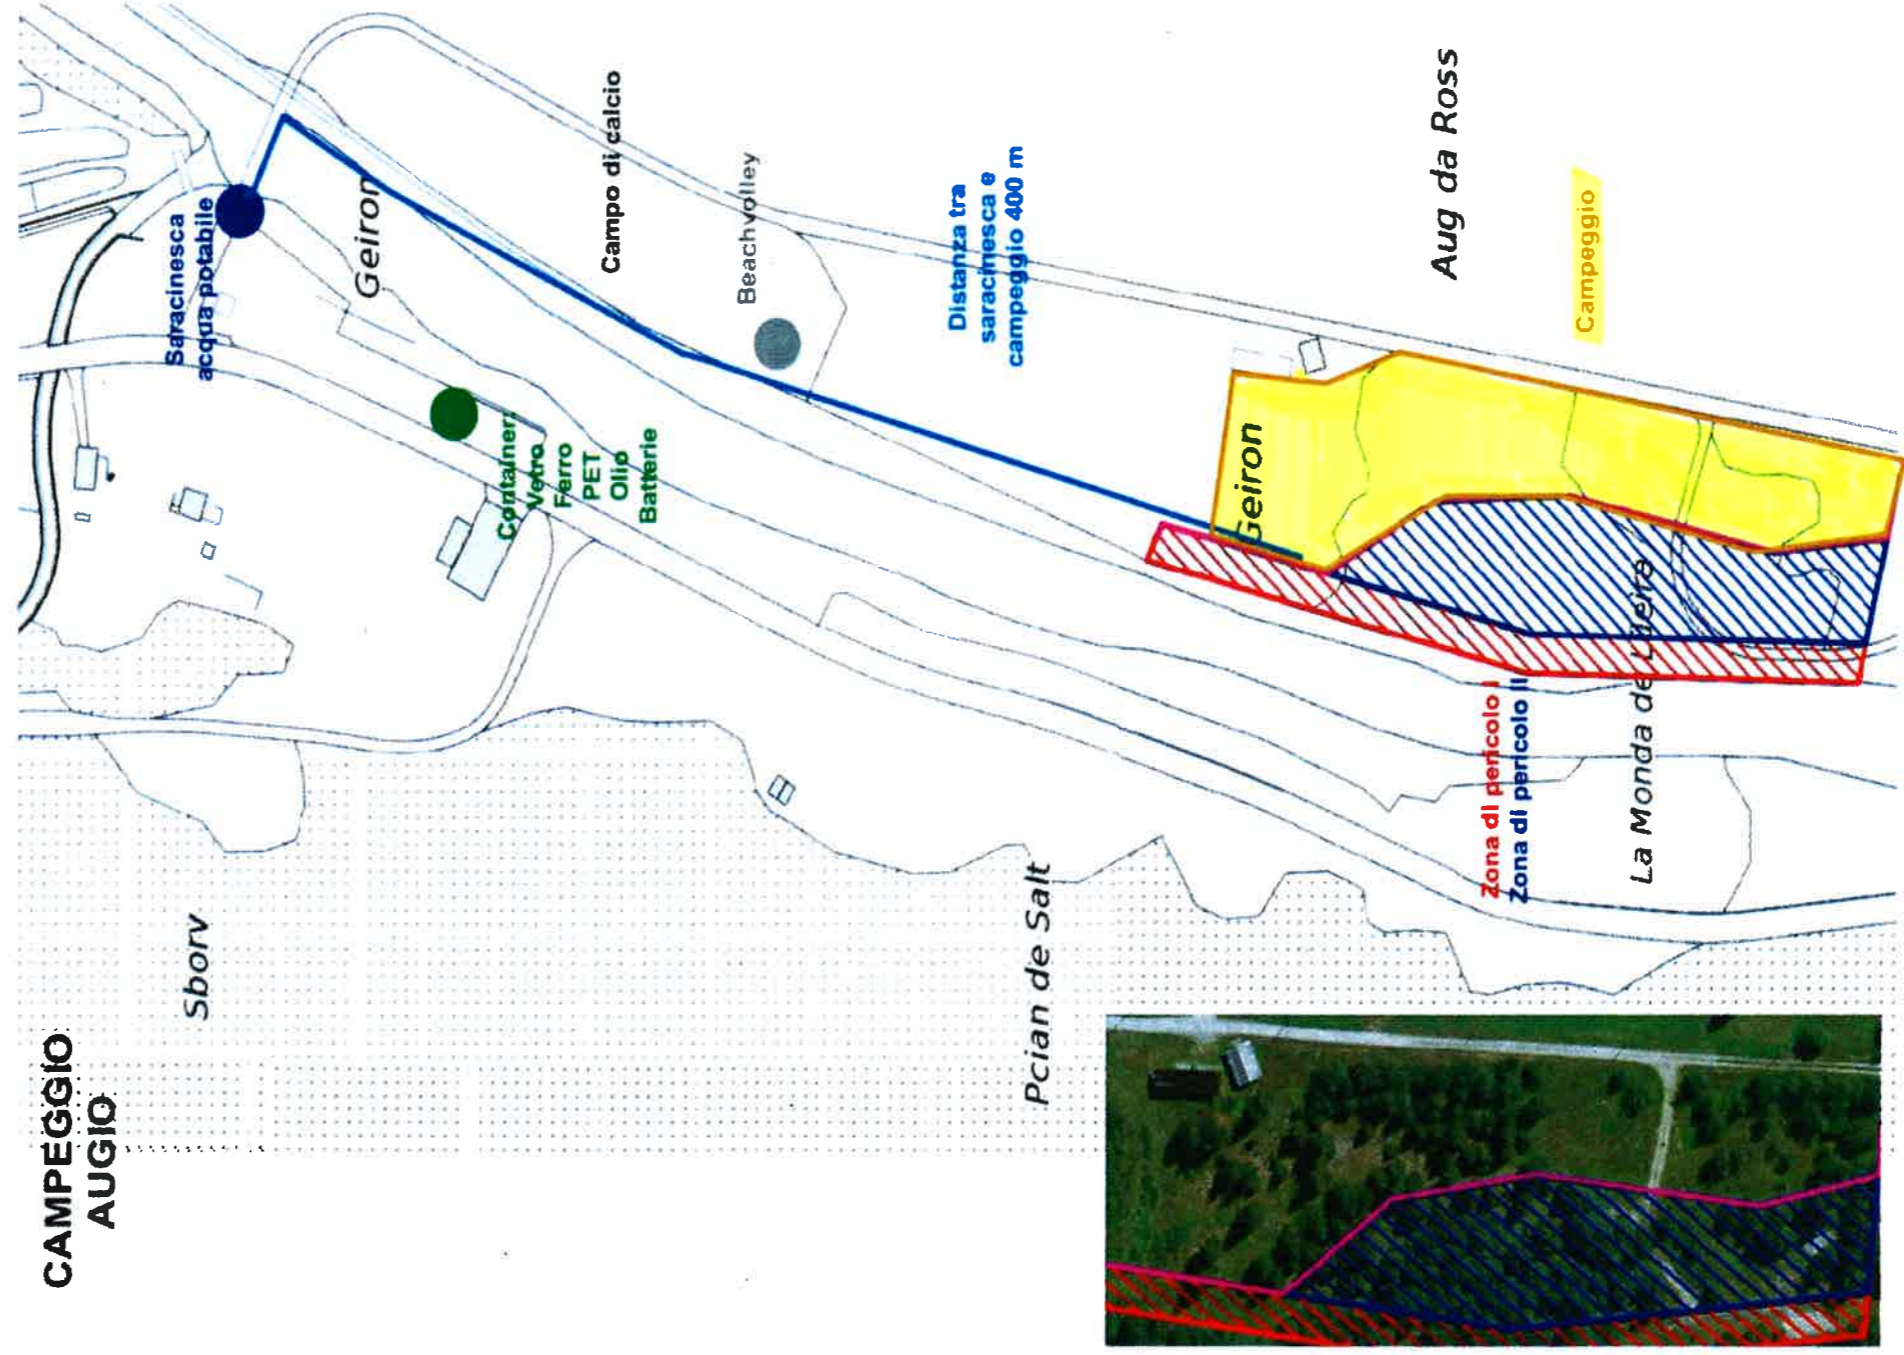 CAMPEGGIO
AUGIO
Sborv
Saracinesca
acqua potabile
Geiron
Container:
Vetro
Ferro
PET
Olio
Batterie
Campo di calcio
Beachvolley
Distanza tra
saracinesca e
campeggio 400 m
Pcian de Salt
Geiron
Aug da Ross
Campeggio
Zona di pericolo I
Zona di pericolo II
La Monda de